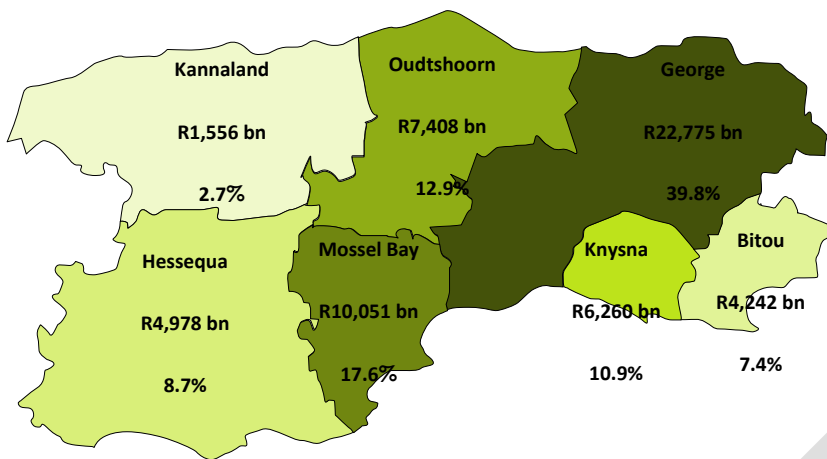 Kannaland
R1,556 bn
2.7%
Oudtshoorn
R7,408 bn
12.9%
George
R22,775 bn
39.8%
Hessequa
R4,978 bn
8.7%
Mossel Bay
R10,051 bn
17.6%
Knysna
R6,260 bn
10.9%
Bitou
R4,242 bn
7.4%